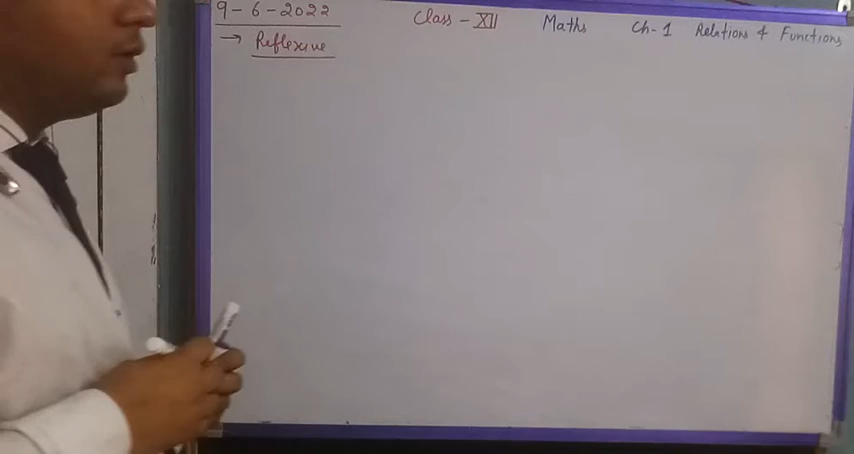 9-6-2022 Class - XII Maths Ch-1 Relations & Functions
→ Reflexive